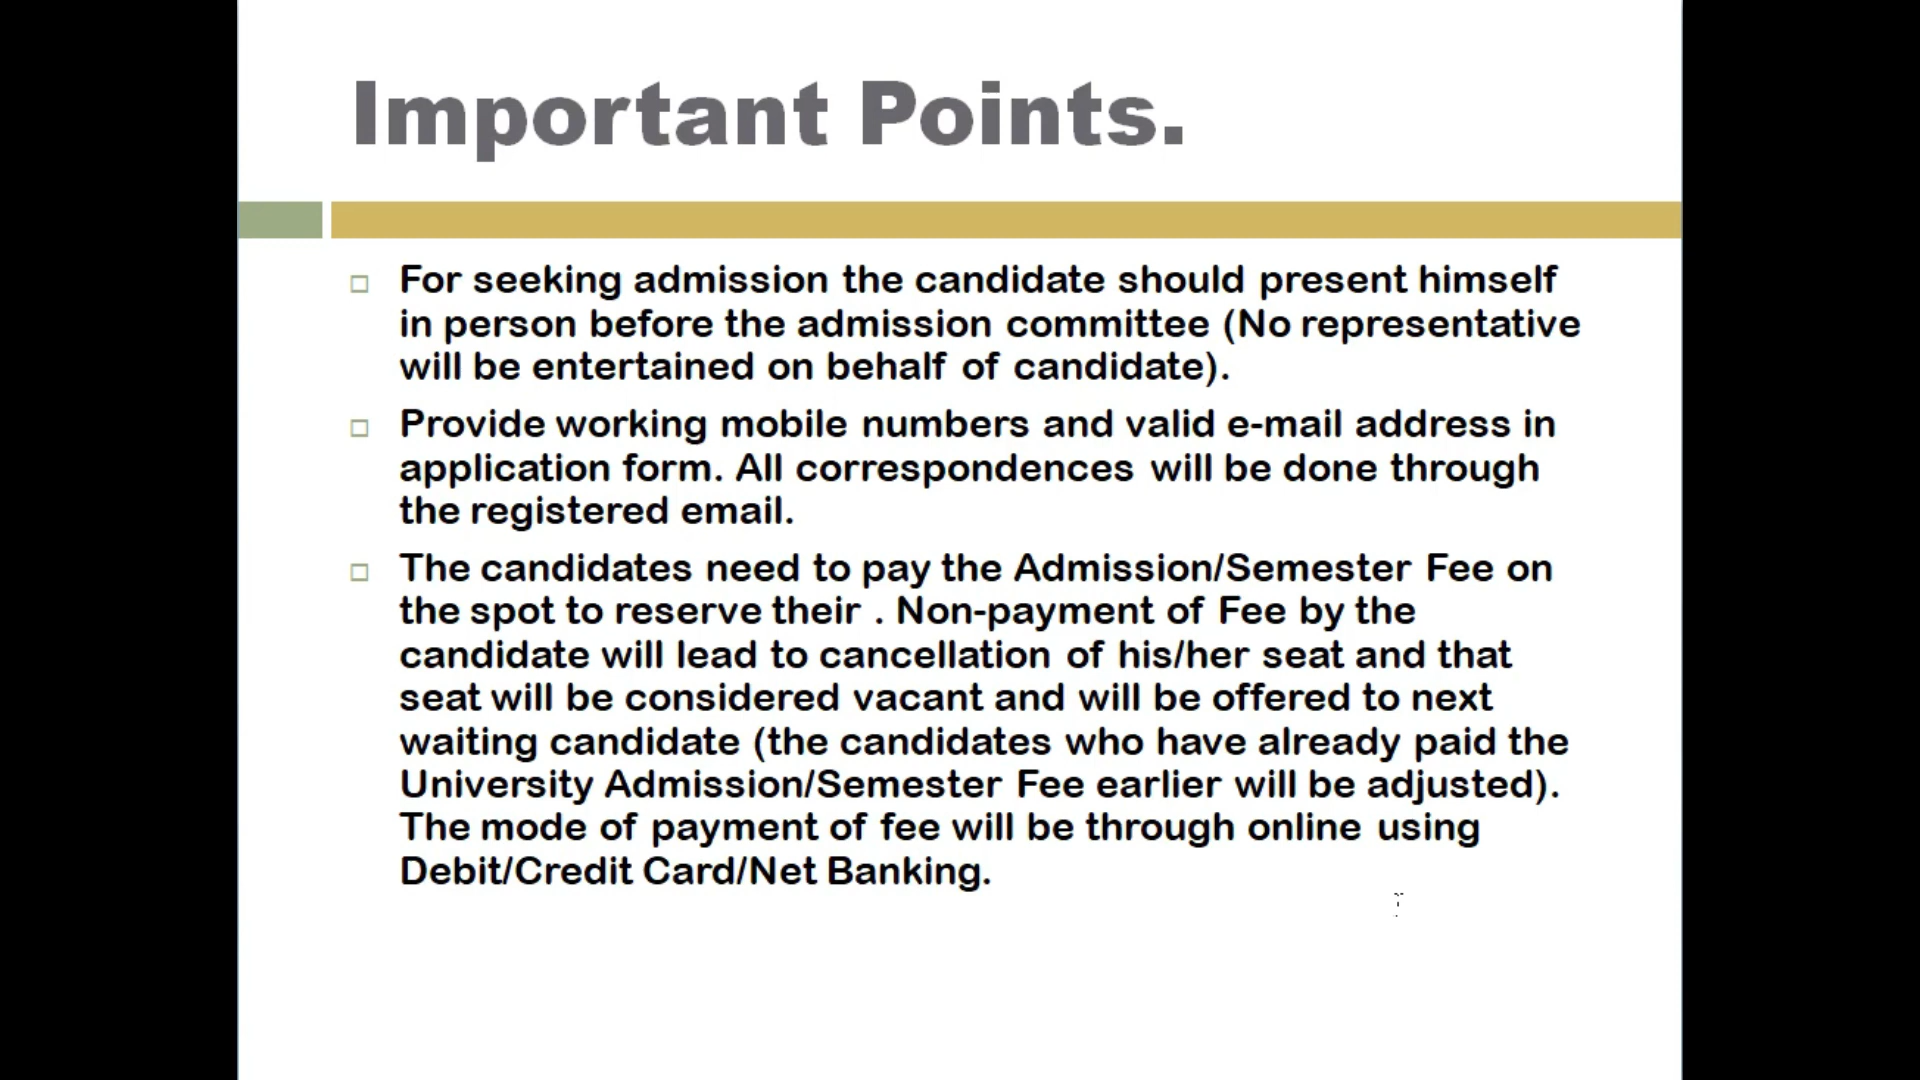 Important Points.
For seeking admission the candidate should present himself
in person before the admission committee (No representative
will be entertained on behalf of candidate).
Provide working mobile numbers and valid e-mail address in
application form. All correspondences will be done through
the registered email.
The candidates need to pay the Admission/Semester Fee on
the spot to reserve their . Non-payment of Fee by the
candidate will lead to cancellation of his/her seat and that
seat will be considered vacant and will be offered to next
waiting candidate (the candidates who have already paid the
University Admission/Semester Fee earlier will be adjusted).
The mode of payment of fee will be through online using
Debit/Credit Card/Net Banking.